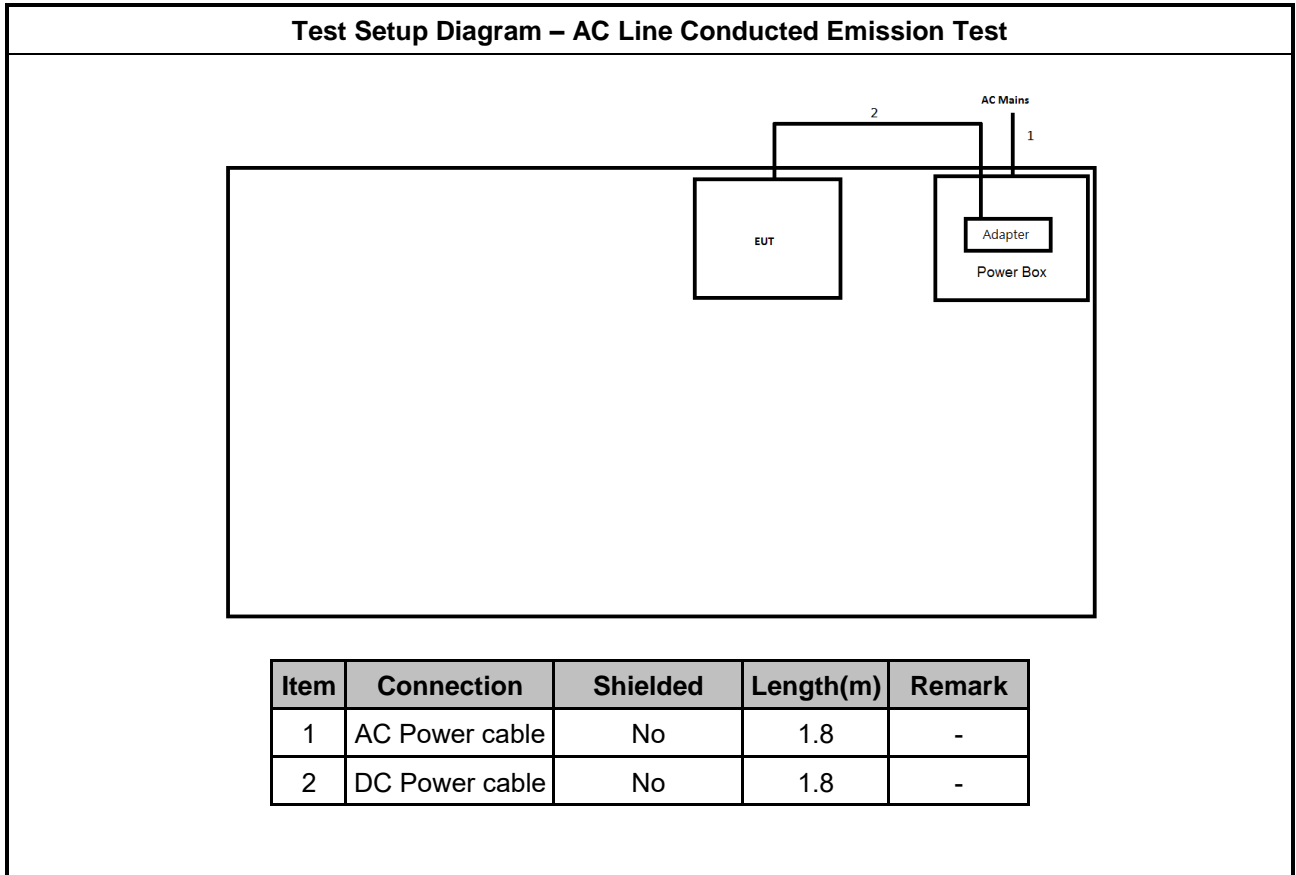 Test Setup Diagram – AC Line Conducted Emission Test
AC Mains
2
1
EUT
Adapter
Power Box
Item Connection Shielded Length(m) Remark
1 AC Power cable No 1.8 -
2 DC Power cable No 1.8 -